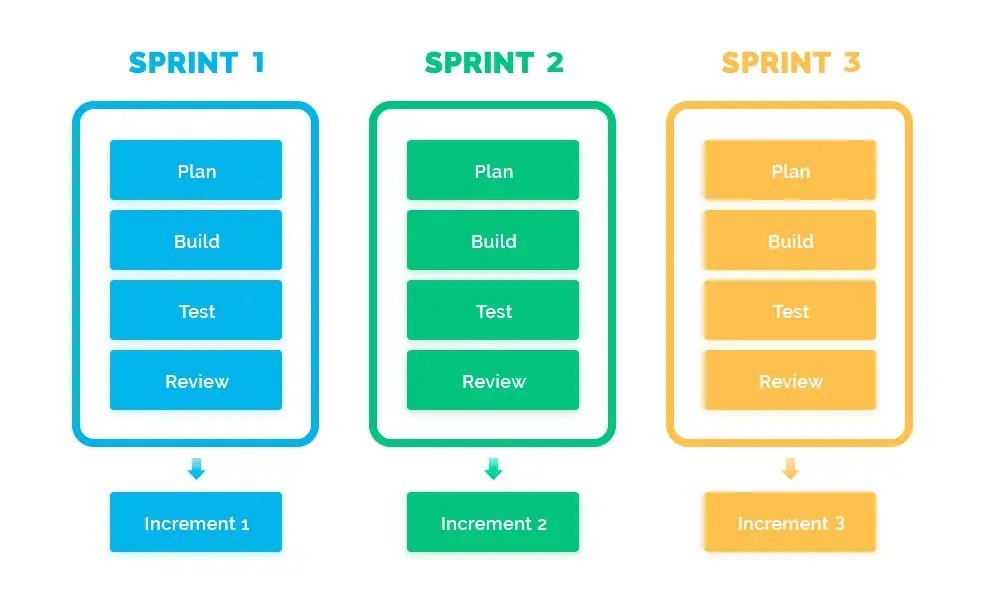 SPRINT 1
Plan
Build
Test
Review
Increment 1
SPRINT 2
Plan
Build
Test
Review
Increment 2
SPRINT 3
Plan
Build
Test
Review
Increment 3